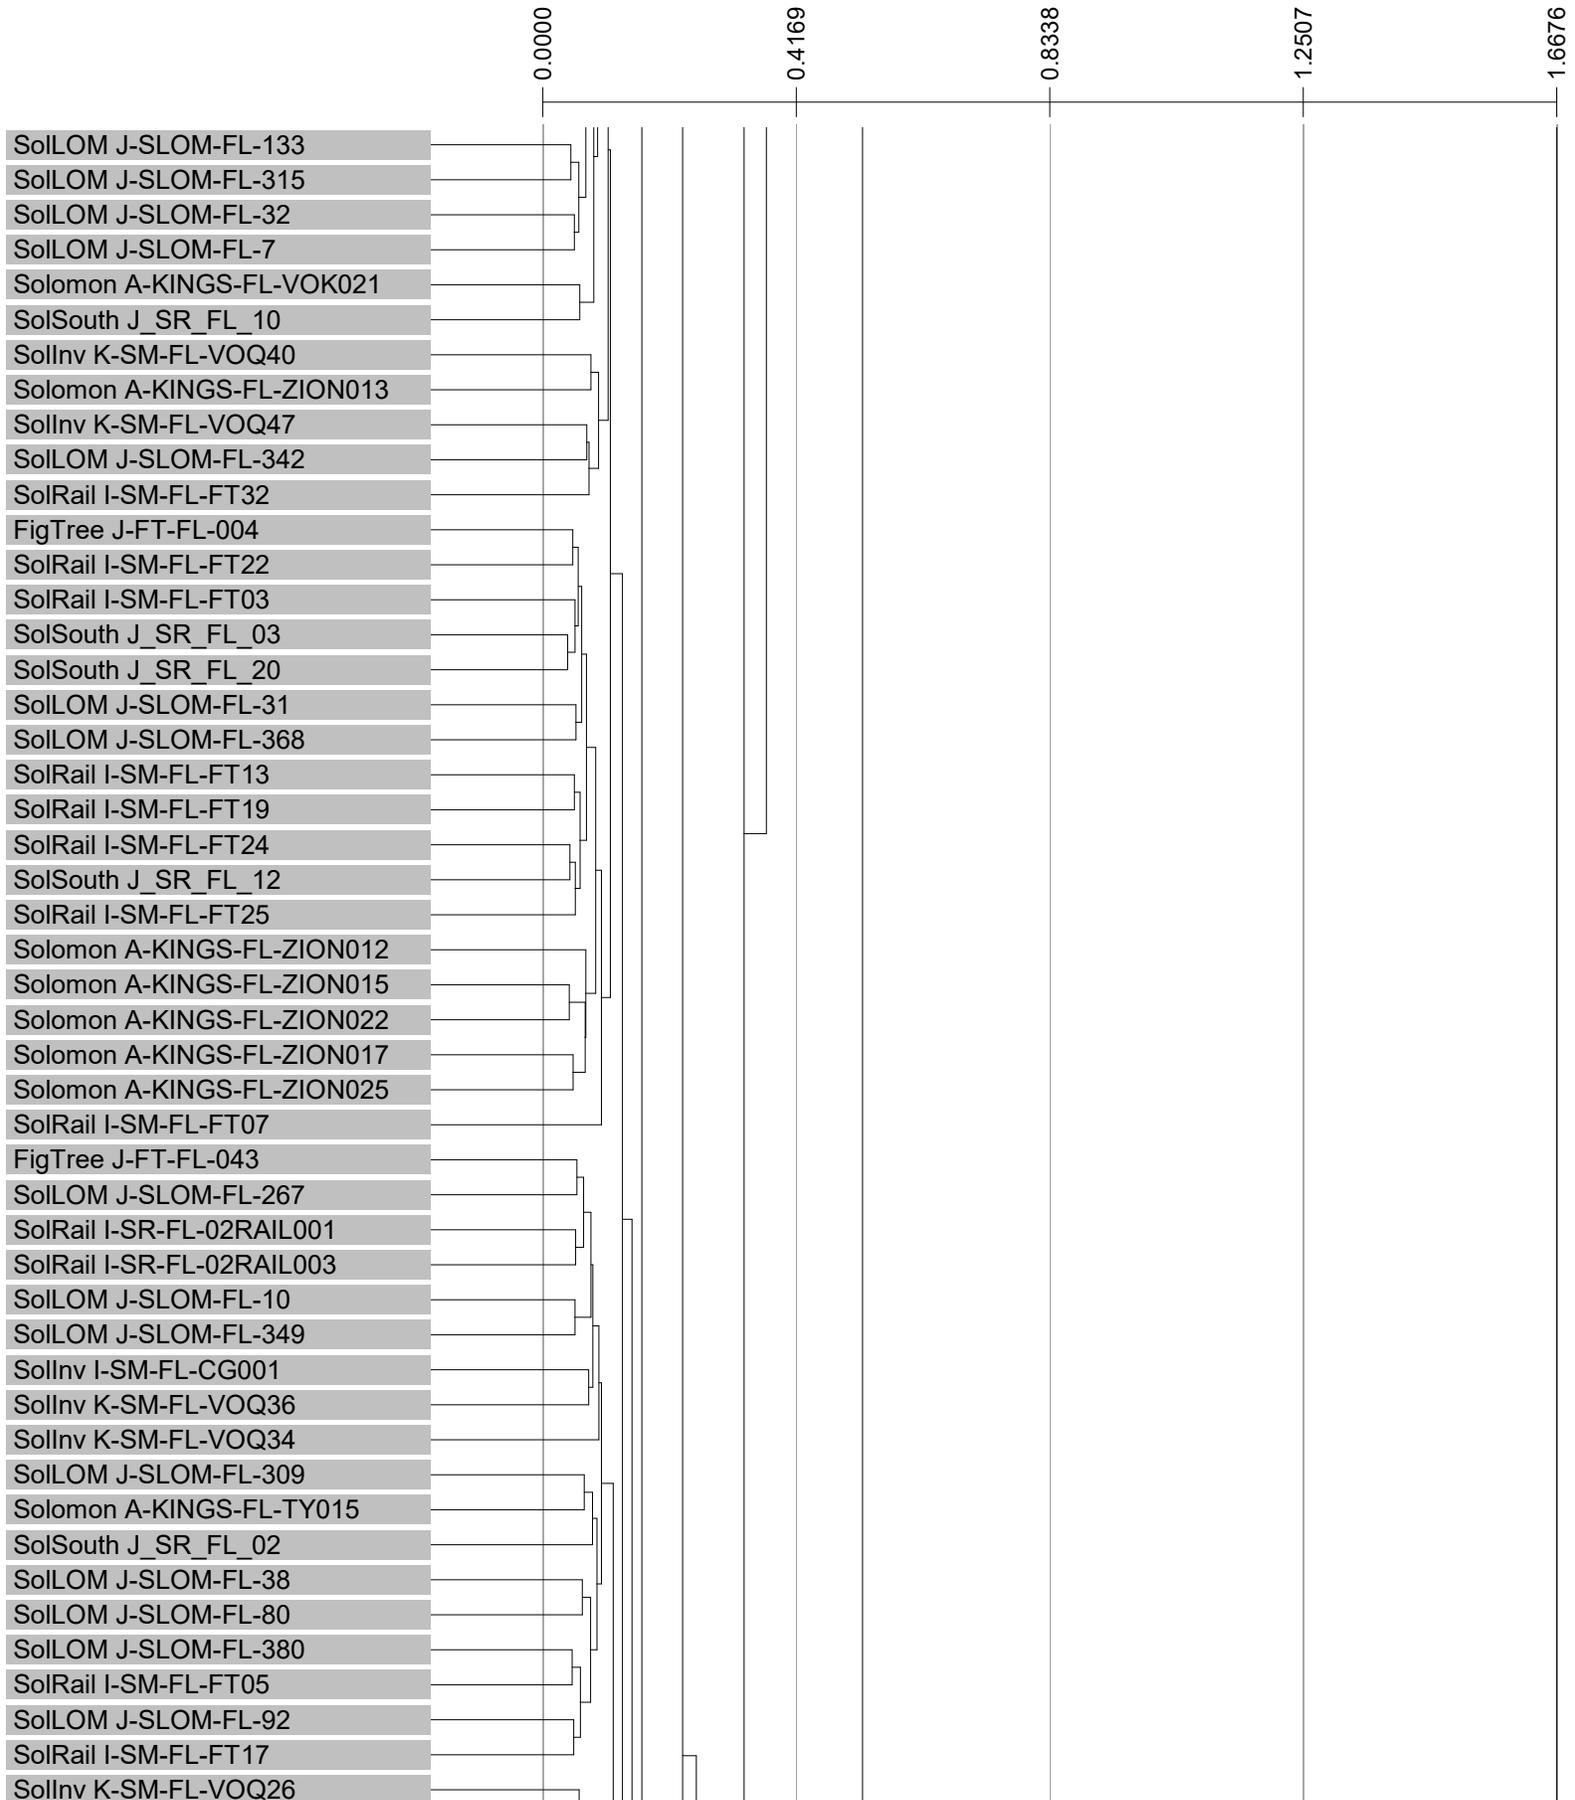 0.0000
0.4169
0.8338
1.2507
1.6676
SolLOM J-SLOM-FL-133
SolLOM J-SLOM-FL-315
SolLOM J-SLOM-FL-32
SolLOM J-SLOM-FL-7
Solomon A-KINGS-FL-VOK021
SolSouth J_SR_FL_10
SolInv K-SM-FL-VOQ40
Solomon A-KINGS-FL-ZION013
SolInv K-SM-FL-VOQ47
SolLOM J-SLOM-FL-342
SolRail I-SM-FL-FT32
FigTree J-FT-FL-004
SolRail I-SM-FL-FT22
SolRail I-SM-FL-FT03
SolSouth J_SR_FL_03
SolSouth J_SR_FL_20
SolLOM J-SLOM-FL-31
SolLOM J-SLOM-FL-368
SolRail I-SM-FL-FT13
SolRail I-SM-FL-FT19
SolRail I-SM-FL-FT24
SolSouth J_SR_FL_12
SolRail I-SM-FL-FT25
Solomon A-KINGS-FL-ZION012
Solomon A-KINGS-FL-ZION015
Solomon A-KINGS-FL-ZION022
Solomon A-KINGS-FL-ZION017
Solomon A-KINGS-FL-ZION025
SolRail I-SM-FL-FT07
FigTree J-FT-FL-043
SolLOM J-SLOM-FL-267
SolRail I-SR-FL-02RAIL001
SolRail I-SR-FL-02RAIL003
SolLOM J-SLOM-FL-10
SolLOM J-SLOM-FL-349
SolInv I-SM-FL-CG001
SolInv K-SM-FL-VOQ36
SolInv K-SM-FL-VOQ34
SolLOM J-SLOM-FL-309
Solomon A-KINGS-FL-TY015
SolSouth J_SR_FL_02
SolLOM J-SLOM-FL-38
SolLOM J-SLOM-FL-80
SolLOM J-SLOM-FL-380
SolRail I-SM-FL-FT05
SolLOM J-SLOM-FL-92
SolRail I-SM-FL-FT17
SolInv K-SM-FL-VOQ26